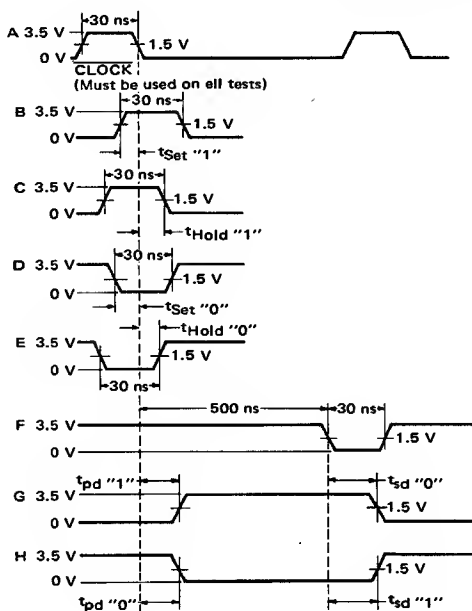 30 ns
A 3.5 V
1.5 V
0 V
CLOCK
(Must be used on ell tests)
30 ns
B 3.5 V
1.5 V
0 V
tSet "1"
30 ns
C 3.5 V
1.5 V
0 V
tHold "1"
30 ns
D 3.5 V
1.5 V
0 V
tSet "0"
tHold "0"
E 3.5 V
1.5 V
0 V
30 ns
500 ns 30 ns
F 3.5 V
1.5 V
0 V
tpd "1" tsd "0"
G 3.5 V
1.5 V
0 V
H 3.5 V
1.5 V
0 V
tpd "0" tsd "1"